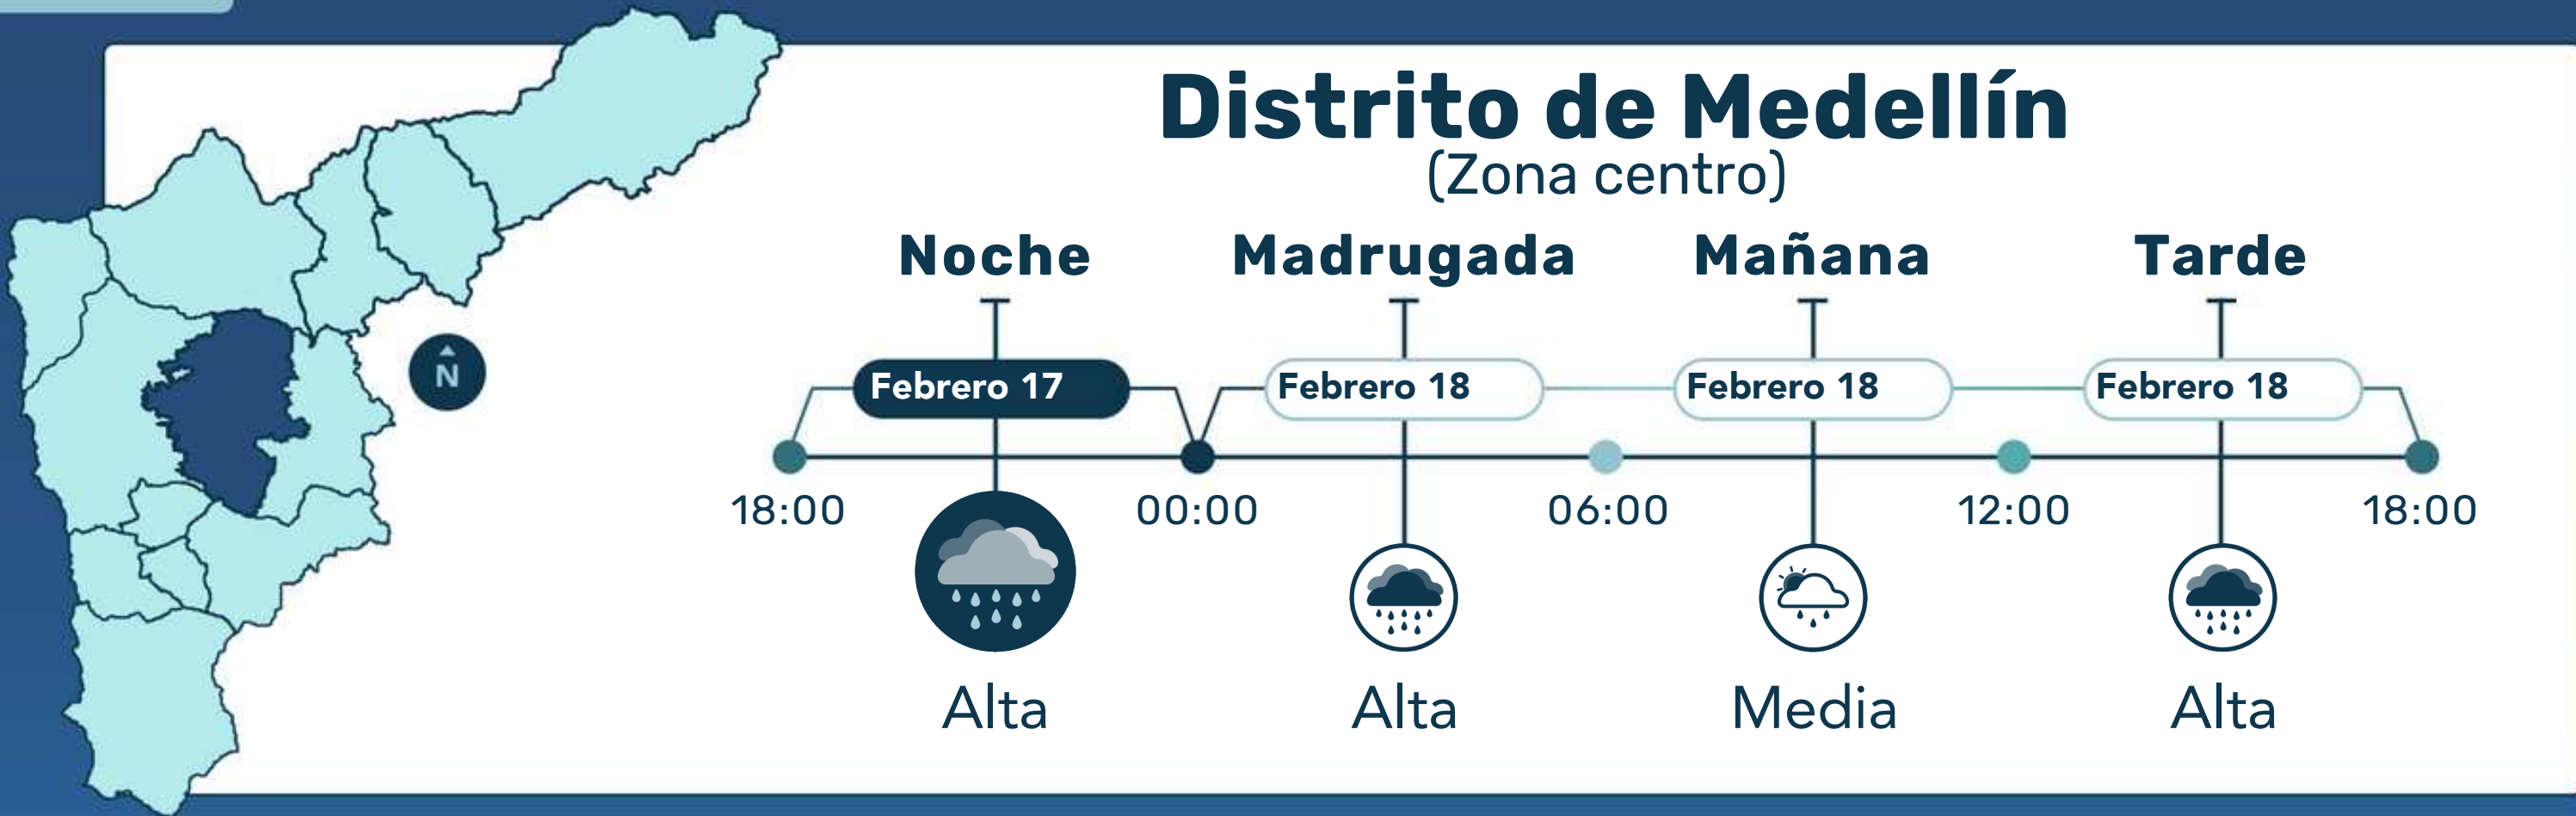 Distrito de Medellín
(Zona centro)
Noche Madrugada Mañana Tarde
Febrero 17 Febrero 18 Febrero 18 Febrero 18
N
18:00 00:00 06:00 12:00 18:00
Alta Alta Media Alta